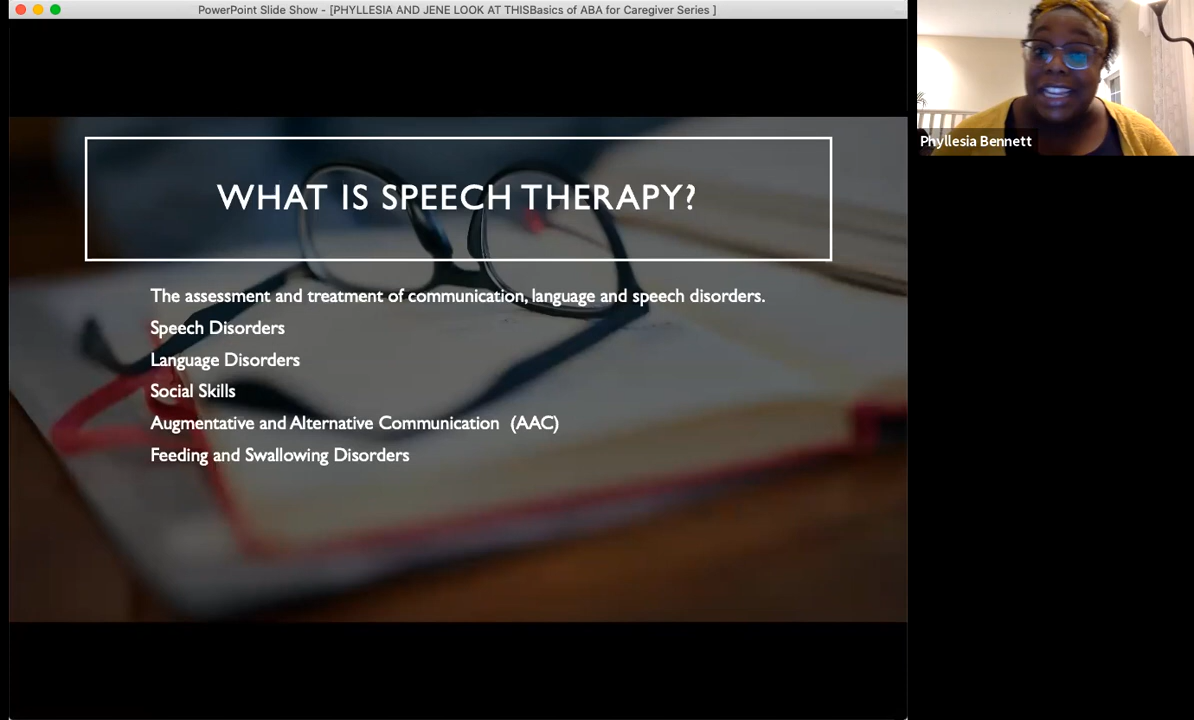 PowerPoint Slide Show - [PHYLLESIA AND JENE LOOK AT THISBasics of ABA for Caregiver Series ]
Phyllesia Bennett
WHAT IS SPEECH THERAPY?
The assessment and treatment of communication, language and speech disorders.
Speech Disorders
Language Disorders
Social Skills
Augmentative and Alternative Communication  (AAC)
Feeding and Swallowing Disorders